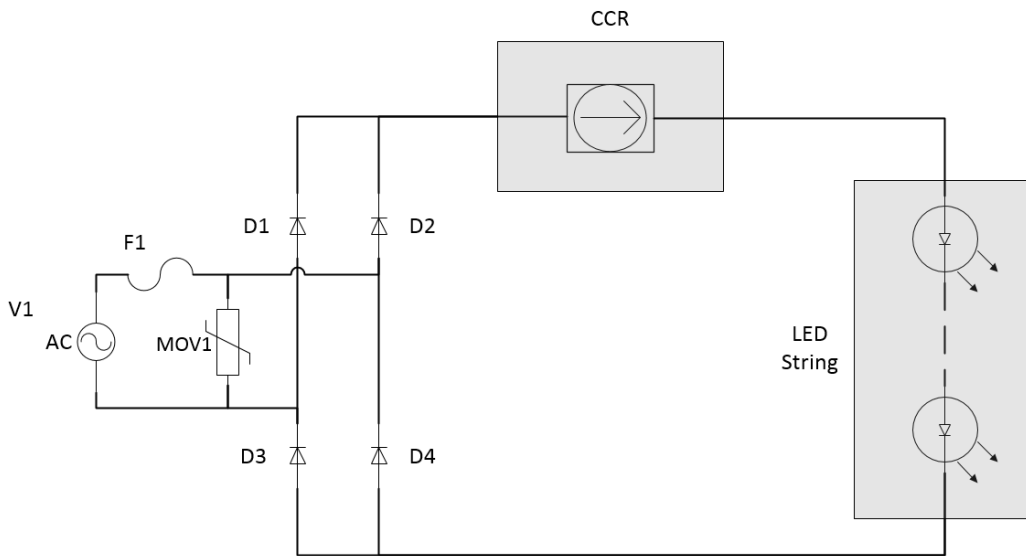 CCR
D1
D2
F1
V1
AC
MOV1
LED
String
D3
D4